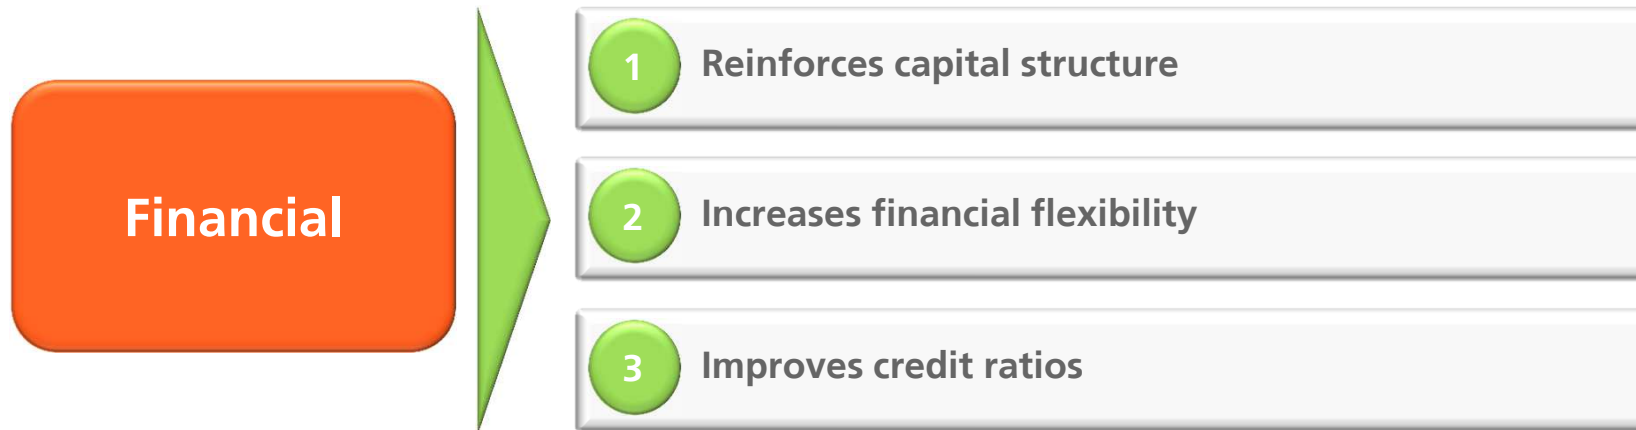 Financial
1 Reinforces capital structure
2 Increases financial flexibility
3 Improves credit ratios